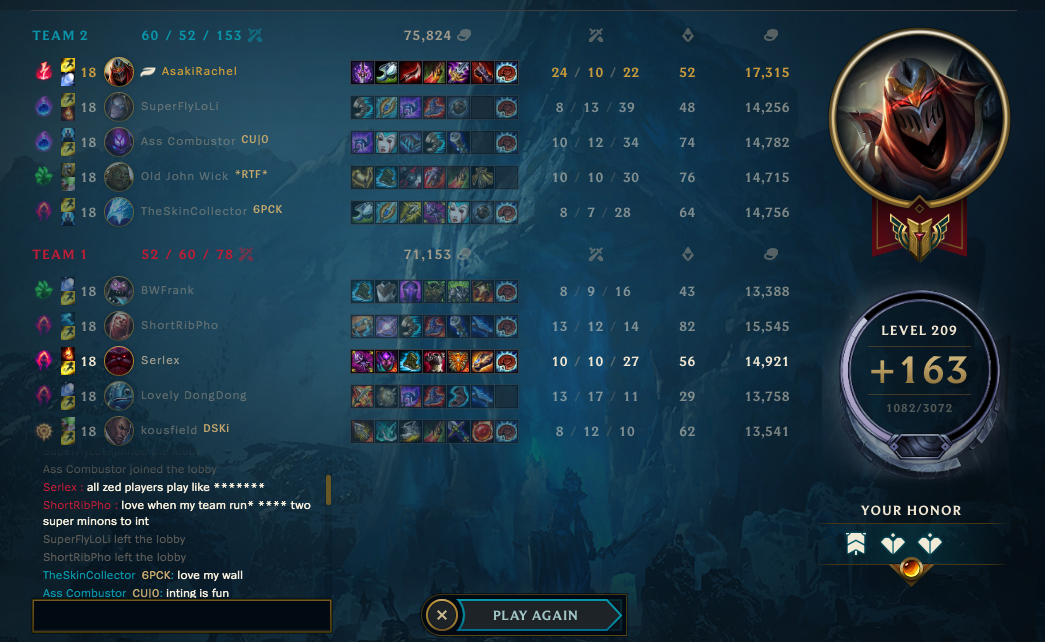 TEAM 2 60 / 52 / 153 75,824
18 AsakiRachel 24 / 10 / 22 52 17,315
18 SuperFlyLoLi 8 / 13 / 39 48 14,256
18 Ass Combustor CU|0 10 / 12 / 34 74 14,782
18 Old John Wick *RTF* 10 / 10 / 30 76 14,715
18 TheSkinCollector 6PCK 8 / 7 / 28 64 14,756
TEAM 1 52 / 60 / 78 71,153
18 BWFrank 8 / 9 / 16 43 13,388
18 ShortRibPho 13 / 12 / 14 82 15,545
18 Serlex 10 / 10 / 27 56 14,921
18 Lovely DongDong 13 / 17 / 11 29 13,758
18 kousfield DSKi 8 / 12 / 10 62 13,541
Ass Combustor joined the lobby
Serlex : all zed players play like *******
ShortRibPho : love when my team run* **** two
super minons to int
SuperFlyLoLi left the lobby
ShortRibPho left the lobby
TheSkinCollector 6PCK: love my wall
Ass Combustor CU|0: inting is fun
LEVEL 209
+163
1082/3072
YOUR HONOR
PLAY AGAIN